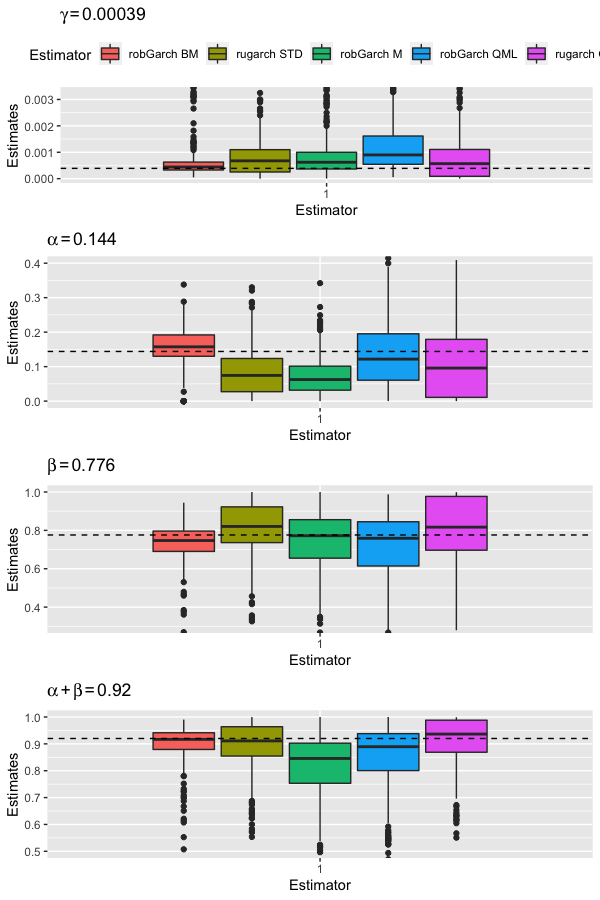 γ = 0.00039
Estimator robGarch BM rugarch STD robGarch M robGarch QML rugarch
Estimates
0.003
0.002
0.001
0.000
1
Estimator
α = 0.144
Estimates
0.4
0.3
0.2
0.1
0.0
1
Estimator
β = 0.776
Estimates
1.0
0.8
0.6
0.4
1
Estimator
α + β = 0.92
Estimates
1.0
0.9
0.8
0.7
0.6
0.5
1
Estimator